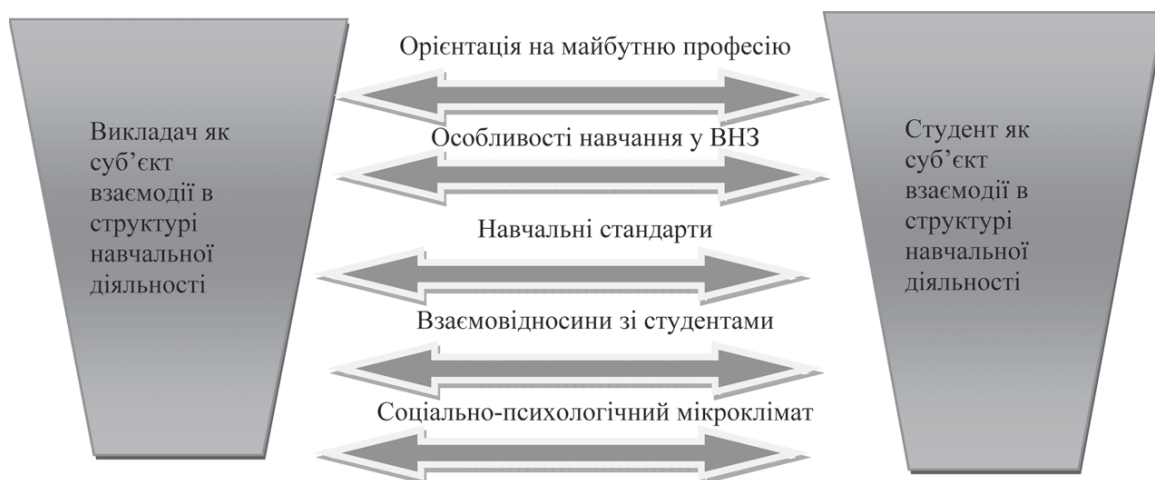 Викладач як
суб’єкт
взаємодії в
структурі
навчальної
діяльності
Орієнтація на майбутню професію
Особливості навчання у ВНЗ
Навчальні стандарти
Взаємовідносини зі студентами
Соціально-психологічний мікроклімат
Студент як
суб’єкт
взаємодії в
структурі
навчальної
діяльності